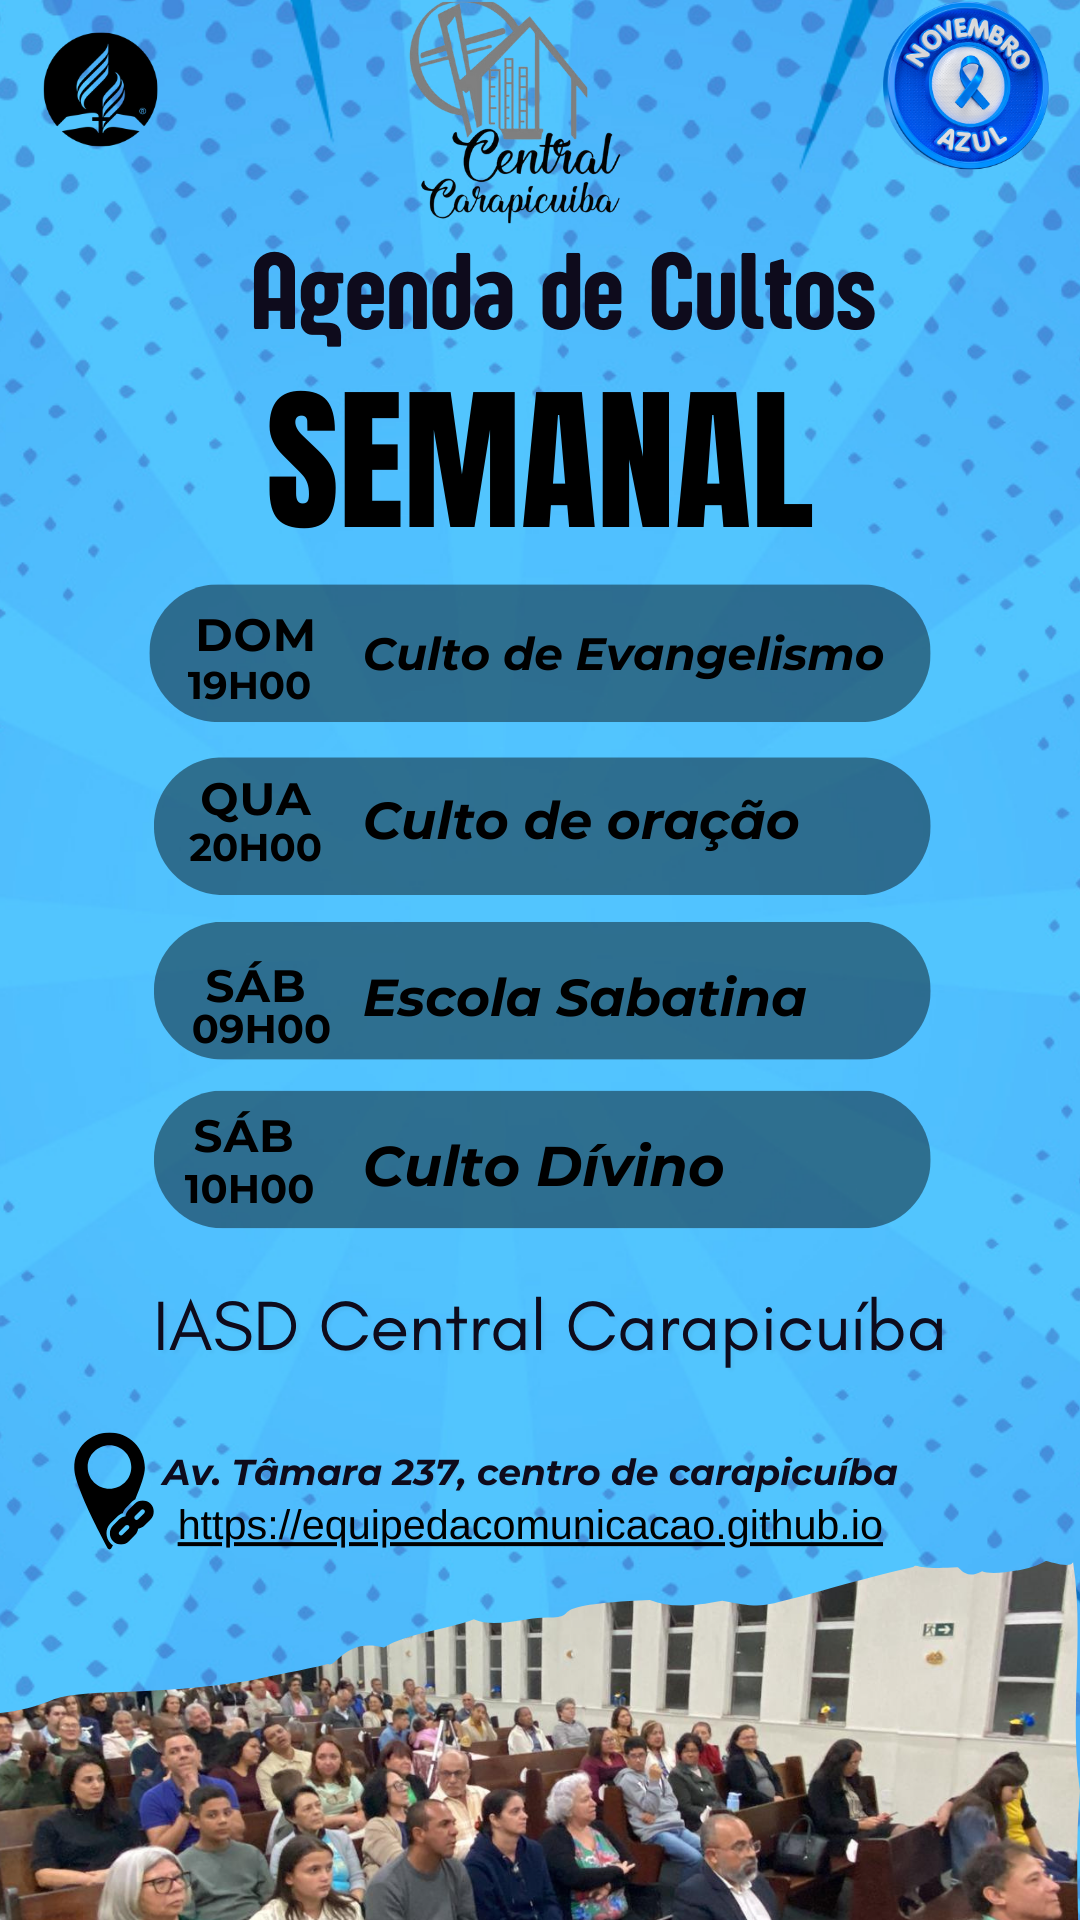 NOVEMBRO
AZUL
Central
Carapicuiba
Agenda de Cultos
SEMANAL
DOM
19H00
Culto de Evangelismo
QUA
20H00
Culto de oração
SÁB
09H00
Escola Sabatina
SÁB
10H00
Culto Dívino
IASD Central Carapicuíba
Av. Tâmara 237, centro de carapicuíba
https://equipedacomunicacao.github.io